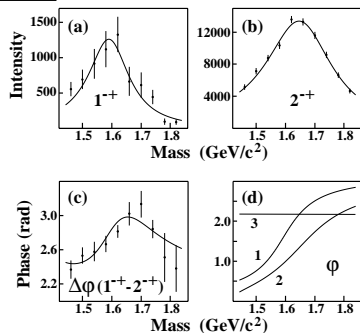 1500
1000
500
Intensity
(a)
1-+
1.5 1.6 1.7 1.8
12000
8000
4000
(b)
2-+
1.5 1.6 1.7 1.8
Mass (GeV/c2)
3.0
2.6
2.2
Phase (rad)
(c)
Δφ(1-+-2-+)
1.5 1.6 1.7 1.8
2.0
1.0
(d)
3
1
2
φ
1.5 1.6 1.7 1.8
Mass (GeV/c2)